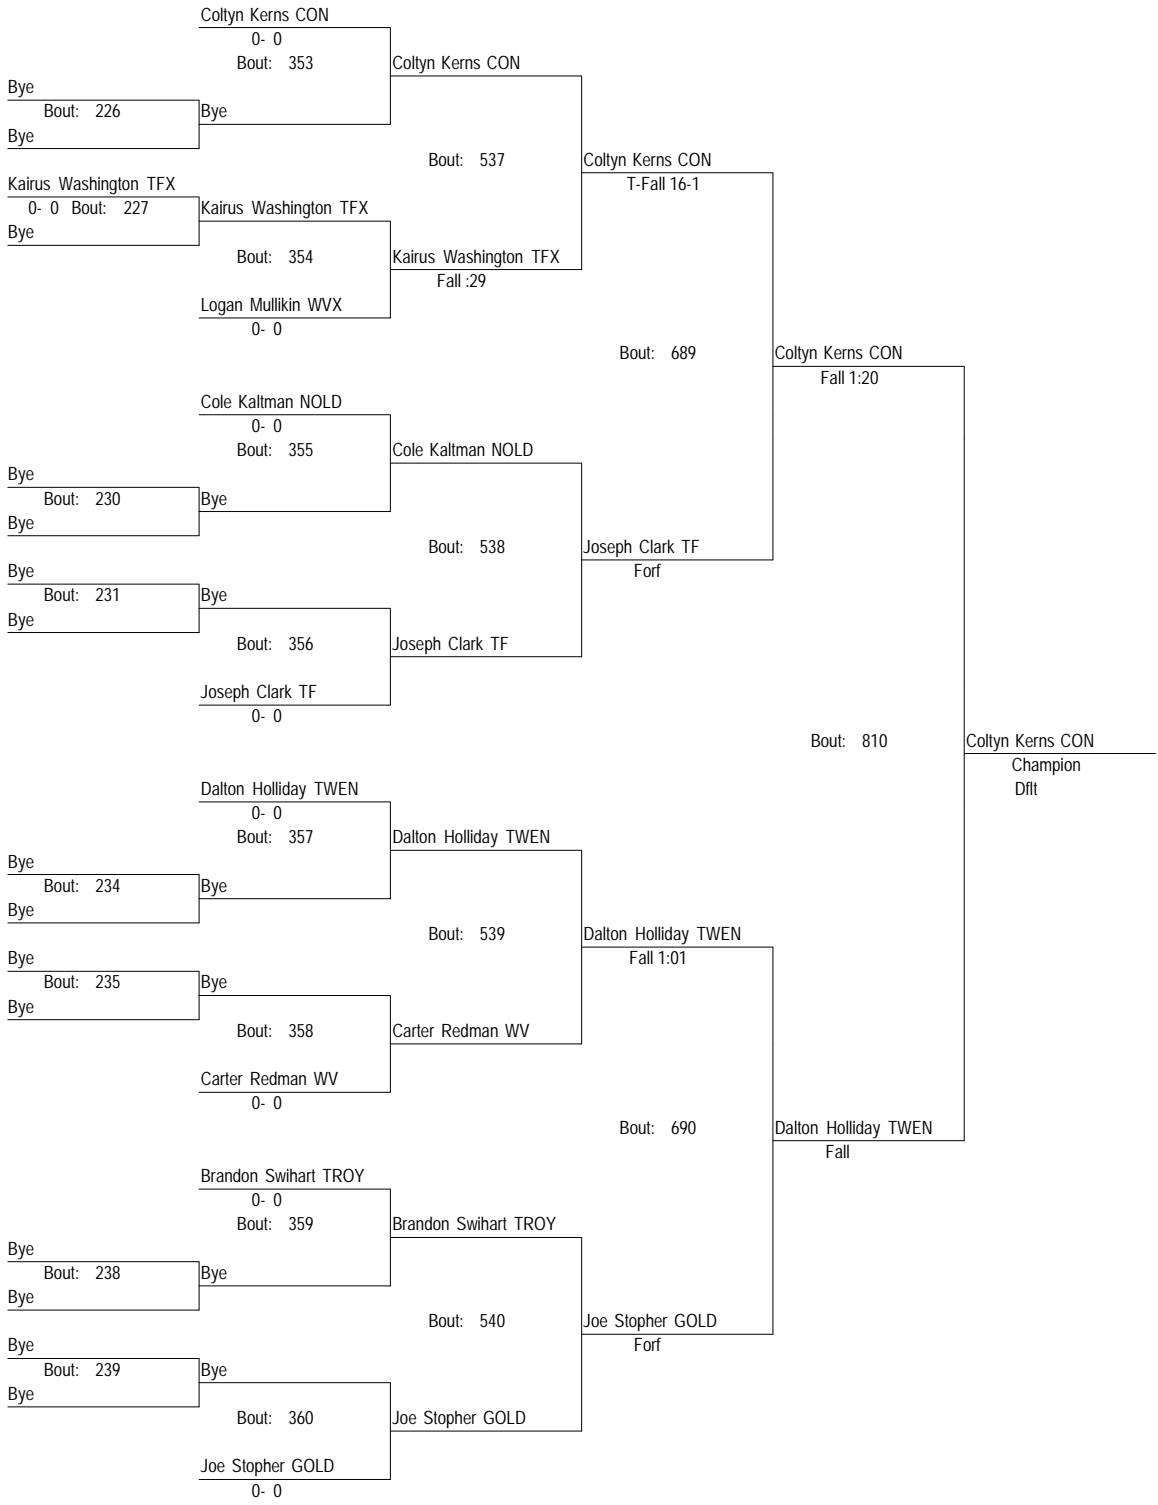 Coltyn Kerns CON
0- 0
Bout: 353
Coltyn Kerns CON
Bye
Bout: 226
Bye
Bye
Bout: 537
Coltyn Kerns CON
T-Fall 16-1
Kairus Washington TFX
0- 0 Bout: 227
Kairus Washington TFX
Bye
Bout: 354
Kairus Washington TFX
Fall :29
Logan Mullikin WVX
0- 0
Bout: 689
Coltyn Kerns CON
Fall 1:20
Cole Kaltman NOLD
0- 0
Bout: 355
Cole Kaltman NOLD
Bye
Bout: 230
Bye
Bye
Bout: 538
Joseph Clark TF
Forf
Bye
Bout: 231
Bye
Bye
Bout: 356
Joseph Clark TF
Joseph Clark TF
0- 0
Bout: 810
Coltyn Kerns CON
Champion
Dflt
Dalton Holliday TWEN
0- 0
Bout: 357
Dalton Holliday TWEN
Bye
Bout: 234
Bye
Bye
Bout: 539
Dalton Holliday TWEN
Fall 1:01
Bye
Bout: 235
Bye
Bye
Bout: 358
Carter Redman WV
Carter Redman WV
0- 0
Bout: 690
Dalton Holliday TWEN
Fall
Brandon Swihart TROY
0- 0
Bout: 359
Brandon Swihart TROY
Bye
Bout: 238
Bye
Bye
Bout: 540
Joe Stopher GOLD
Forf
Bye
Bout: 239
Bye
Bye
Bout: 360
Joe Stopher GOLD
Joe Stopher GOLD
0- 0